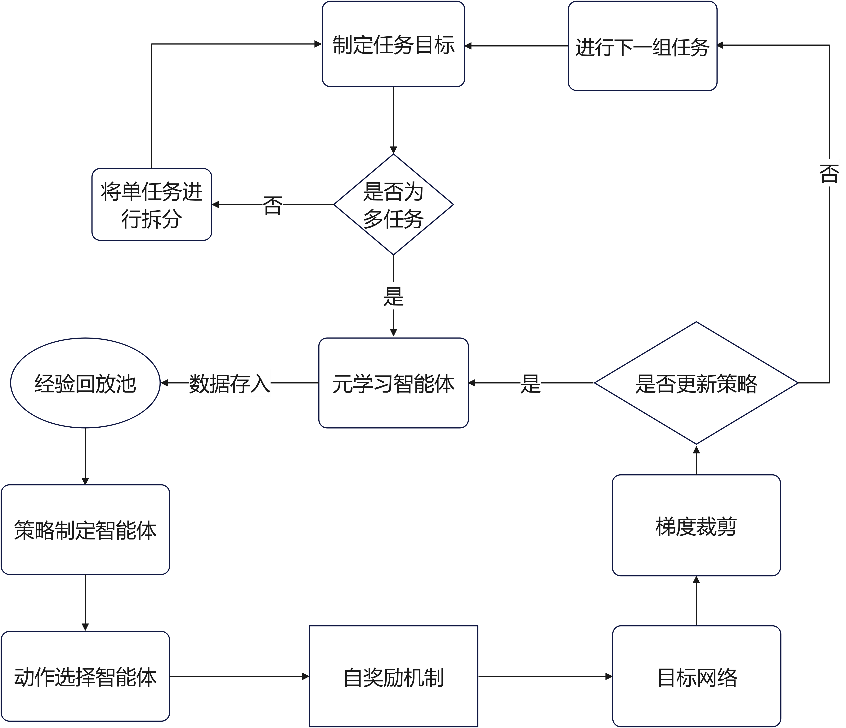 制定任务目标
进行下一组任务
将单任务进
行拆分
否
是否为
多任务
否
是
经验回放池
数据存入
元学习智能体
是
是否更新策略
策略制定智能体
梯度裁剪
动作选择智能体
自奖励机制
目标网络